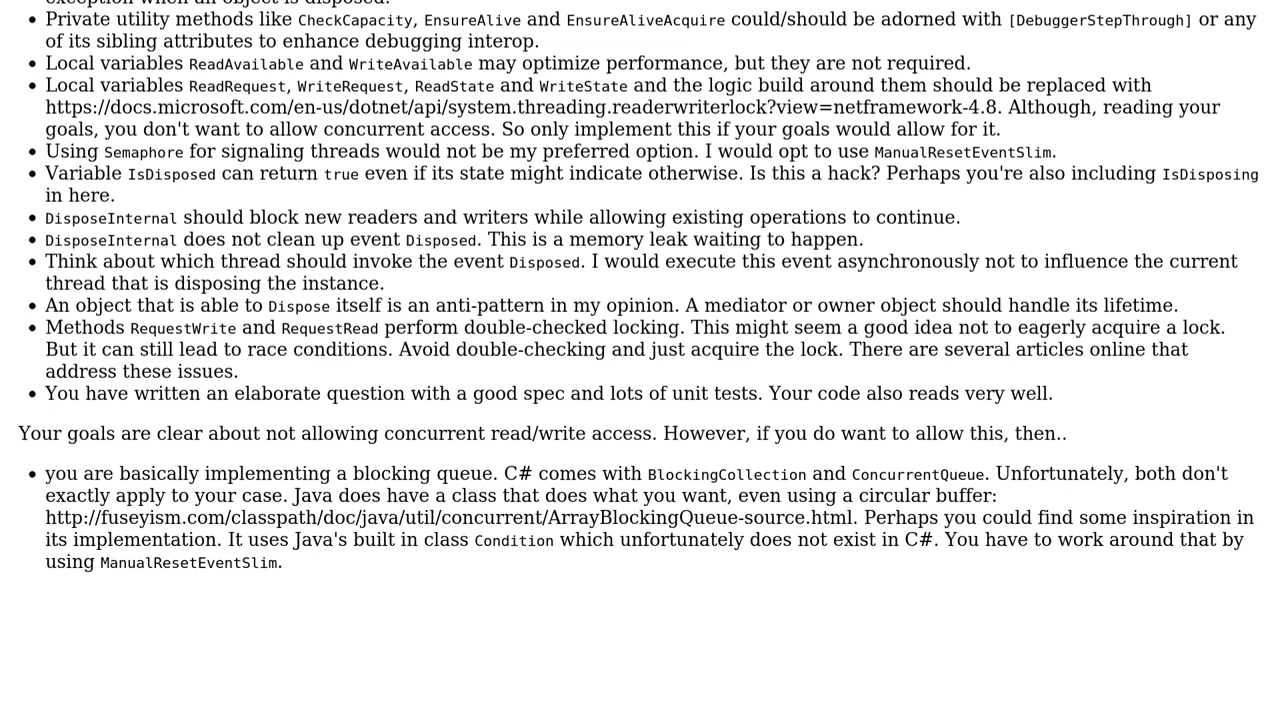 exception when an object is disposed.
• Private utility methods like CheckCapacity, EnsureAlive and EnsureAliveAcquire could/should be adorned with [DebuggerStepThrough] or any
of its sibling attributes to enhance debugging interop.
• Local variables ReadAvailable and WriteAvailable may optimize performance, but they are not required.
• Local variables ReadRequest, WriteRequest, ReadState and WriteState and the logic build around them should be replaced with
https://docs.microsoft.com/en-us/dotnet/api/system.threading.readerwriterlock?view=netframework-4.8. Although, reading your
goals, you don't want to allow concurrent access. So only implement this if your goals would allow for it.
• Using Semaphore for signaling threads would not be my preferred option. I would opt to use ManualResetEventSlim.
• Variable IsDisposed can return true even if its state might indicate otherwise. Is this a hack? Perhaps you're also including IsDisposing
in here.
• DisposeInternal should block new readers and writers while allowing existing operations to continue.
• DisposeInternal does not clean up event Disposed. This is a memory leak waiting to happen.
• Think about which thread should invoke the event Disposed. I would execute this event asynchronously not to influence the current
thread that is disposing the instance.
• An object that is able to Dispose itself is an anti-pattern in my opinion. A mediator or owner object should handle its lifetime.
• Methods RequestWrite and RequestRead perform double-checked locking. This might seem a good idea not to eagerly acquire a lock.
But it can still lead to race conditions. Avoid double-checking and just acquire the lock. There are several articles online that
address these issues.
• You have written an elaborate question with a good spec and lots of unit tests. Your code also reads very well.
Your goals are clear about not allowing concurrent read/write access. However, if you do want to allow this, then..
• you are basically implementing a blocking queue. C# comes with BlockingCollection and ConcurrentQueue. Unfortunately, both don't
exactly apply to your case. Java does have a class that does what you want, even using a circular buffer:
http://fuseyism.com/classpath/doc/java/util/concurrent/ArrayBlockingQueue-source.html. Perhaps you could find some inspiration in
its implementation. It uses Java's built in class Condition which unfortunately does not exist in C#. You have to work around that by
using ManualResetEventSlim.